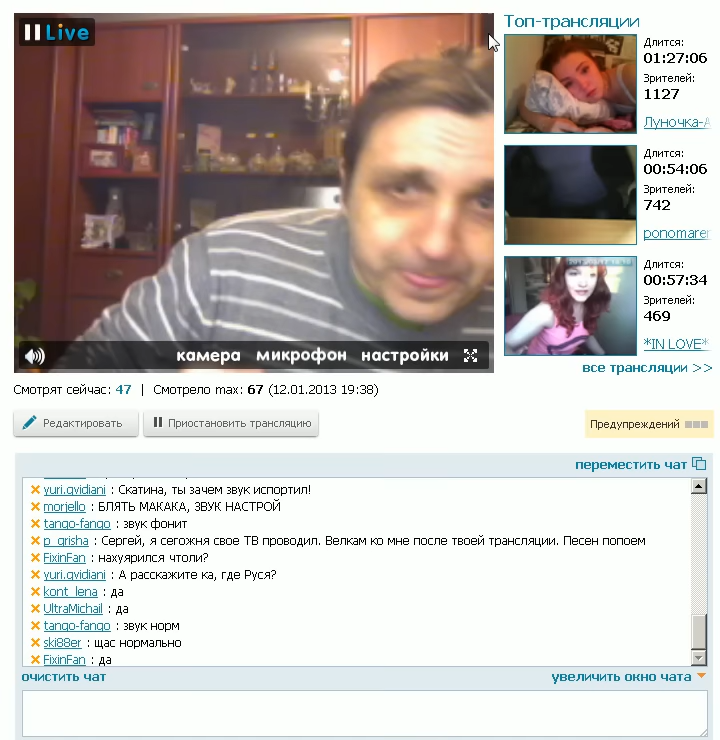 Live
камера микрофон настройки
Топ-трансляции
Длится:
01:27:06
Зрителей:
1127
Луночка-А
Длится:
00:54:06
Зрителей:
742
ponomarer
Длится:
00:57:34
Зрителей:
469
*IN LOVE*
все трансляции >>
Смотрят сейчас: 47 | Смотрело max: 67 (12.01.2013 19:38)
Редактировать
Приостановить трансляцию
Предупреждений
переместить чат
yuri.gvidiani : Скатина, ты зачем звук испортил!
morjello : БЛЯТЬ МАКАКА, ЗВУК НАСТРОЙ
tango-fango : звук фонит
p_grisha : Сергей, я сегожня свое ТВ проводил. Велкам ко мне после твоей трансляции. Песен попоем
FixinFan : нахуярился чтоли?
yuri.gvidiani : А расскажите ка, где Руся?
kont_lena : да
UltraMichail : да
tango-fango : звук норм
ski88er : щас нормально
FixinFan : да
очистить чат
увеличить окно чата